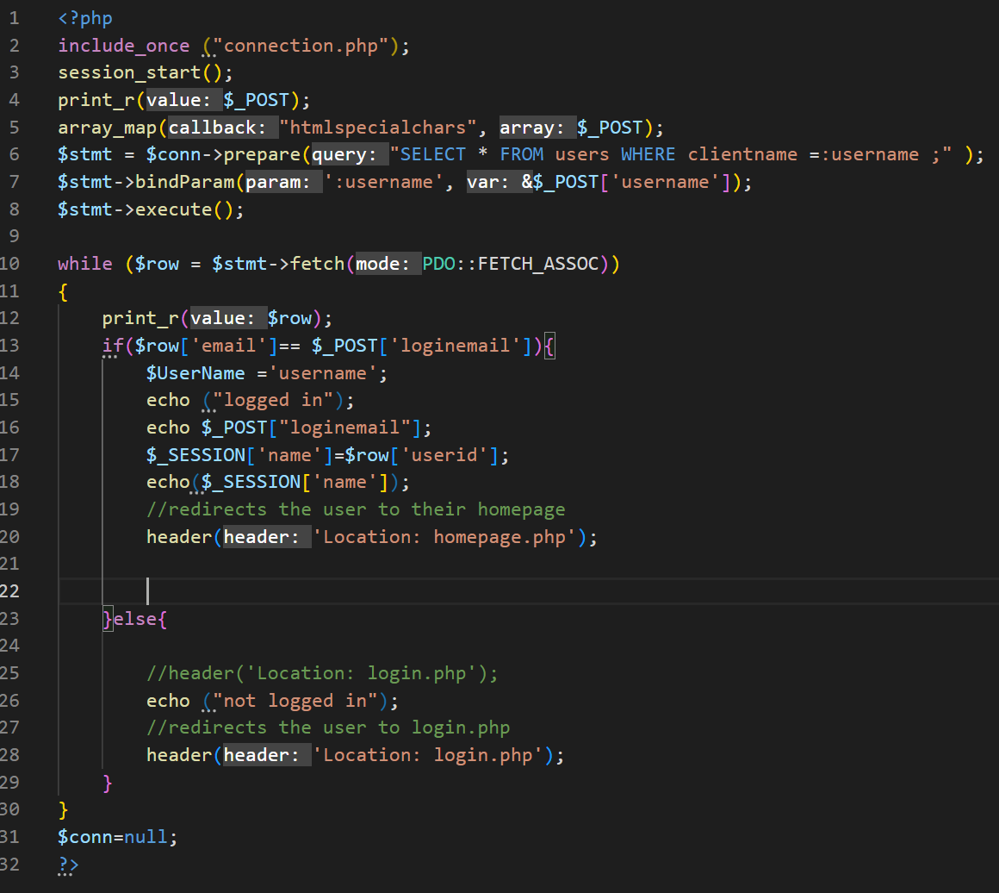 1 <?php
2 include_once ("connection.php");
3 session_start();
4 print_r(value: $_POST);
5 array_map(callback: "htmlspecialchars", array: $_POST);
6 $stmt = $conn->prepare(query: "SELECT * FROM users WHERE clientname =:username ;" );
7 $stmt->bindParam(param: ':username', var: &$_POST['username']);
8 $stmt->execute();
9
10 while ($row = $stmt->fetch(mode: PDO::FETCH_ASSOC))
11 {
12 print_r(value: $row);
13 if($row['email']== $_POST['loginemail']){
14 $UserName ='username';
15 echo ("logged in");
16 echo $_POST["loginemail"];
17 $_SESSION['name']=$row['userid'];
18 echo($_SESSION['name']);
19 //redirects the user to their homepage
20 header(header: 'Location: homepage.php');
21
22
23 }else{
24
25 //header('Location: login.php');
26 echo ("not logged in");
27 //redirects the user to login.php
28 header(header: 'Location: login.php');
29 }
30 }
31 $conn=null;
32 ?>